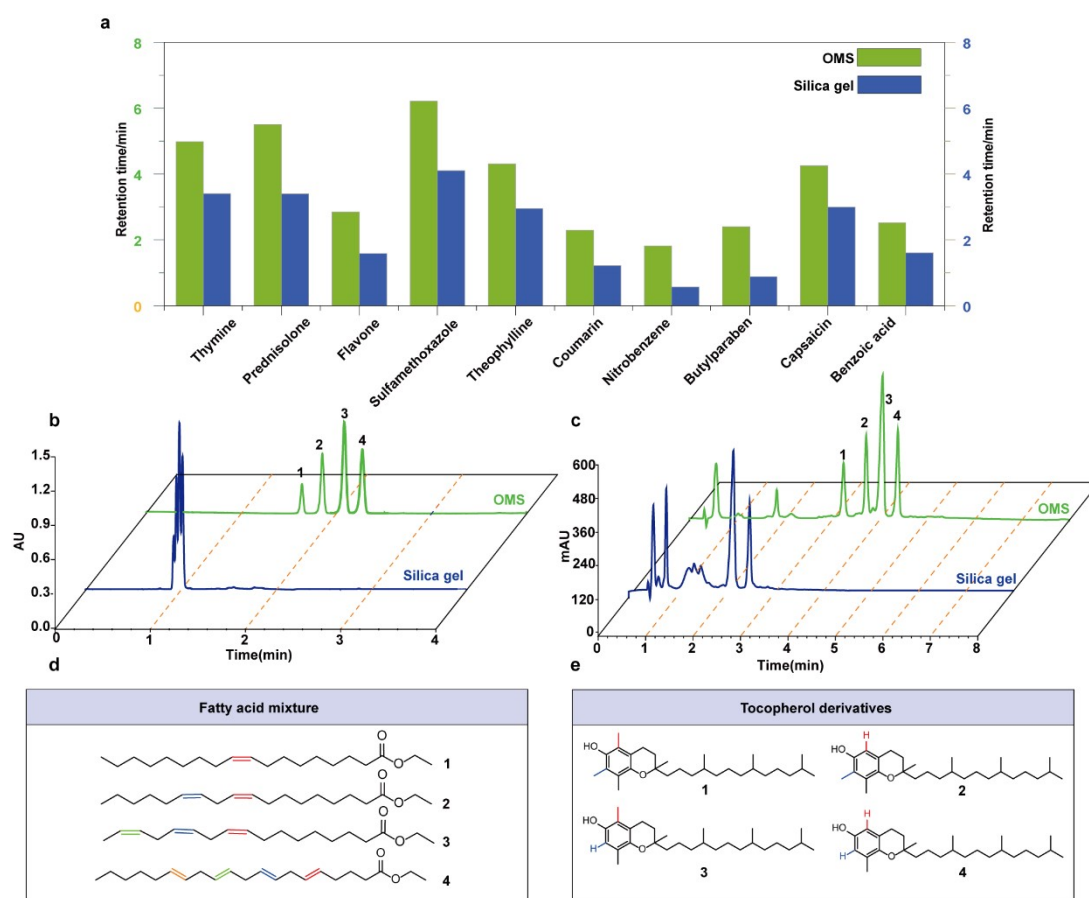 a
8
6
4
2
0
Retention time/min
OMS
Silica gel
8
6
4
2
0
Retention time/min
Thymine
Prednisolone
Flavone
Sulfamethoxazole
Theophylline
Coumarin
Nitrobenzene
Butylparaben
Capsaicin
Benzoic acid
b
1.5
1.2
0.9
0.6
0.3
0.0
AU
1
2
3
4
OMS
Silica gel
0 1 2 3 4
Time(min)
c
600
480
360
240
120
0
mAU
1
2
3
4
OMS
Silica gel
0 1 2 3 4 5 6 7 8
Time(min)
d
Fatty acid mixture
O
O
1
O
O
2
O
O
3
O
O
4
e
Tocopherol derivatives
HO
O
1
H
HO
O
2
HO
H
O
3
H
HO
H
O
4